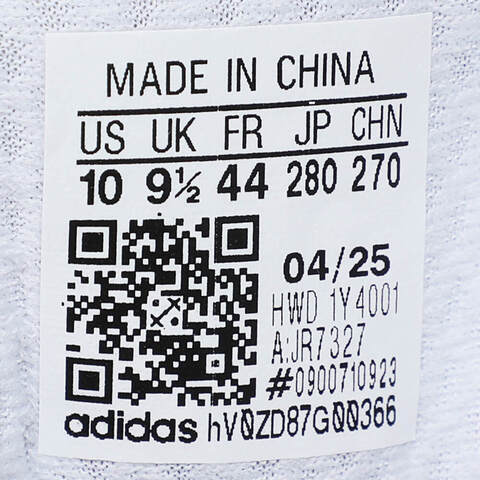 MADE IN CHINA
US UK FR JP CHN
10 9½ 44 280 270
04/25
HWD 1Y4001
A:JR7327
#0900710923
adidas hV0ZD87G00366